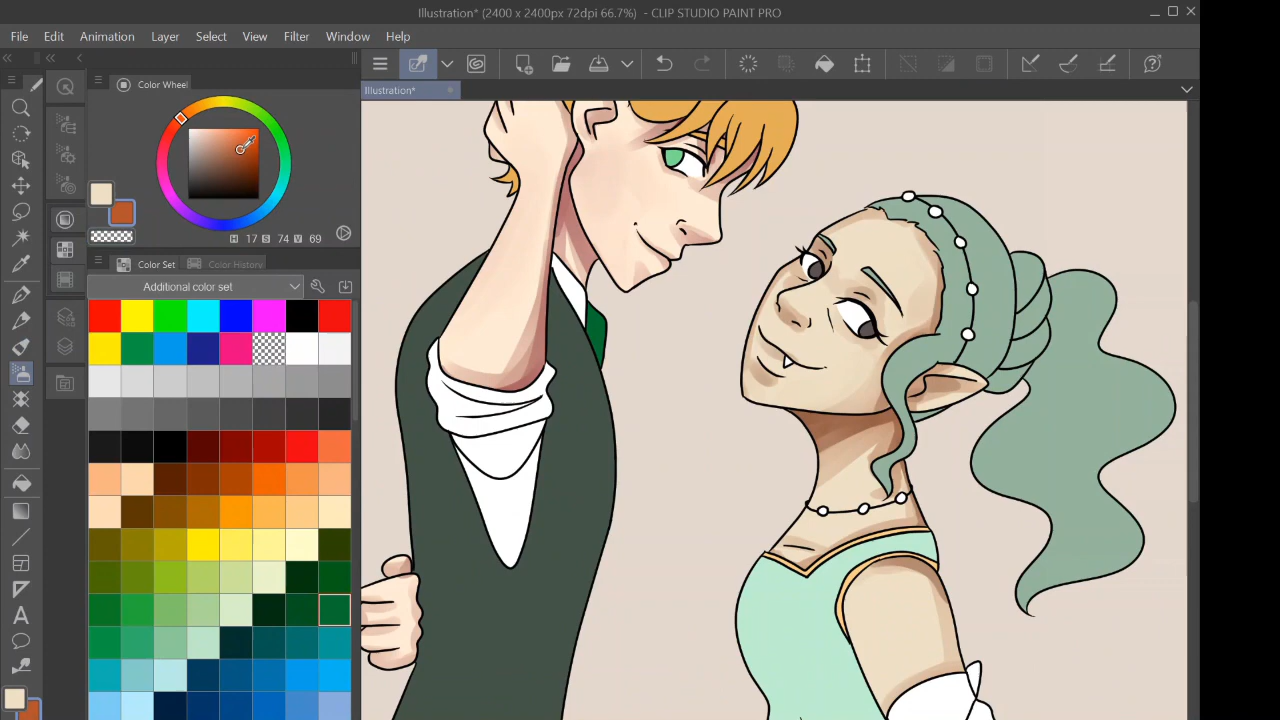 Illustration* (2400 x 2400px 72dpi 66.7%) - CLIP STUDIO PAINT PRO
File Edit Animation Layer Select View Filter Window Help
Color Wheel
Illustration*
H 17 S 74 V 69
Color Set Color History
Additional color set
A